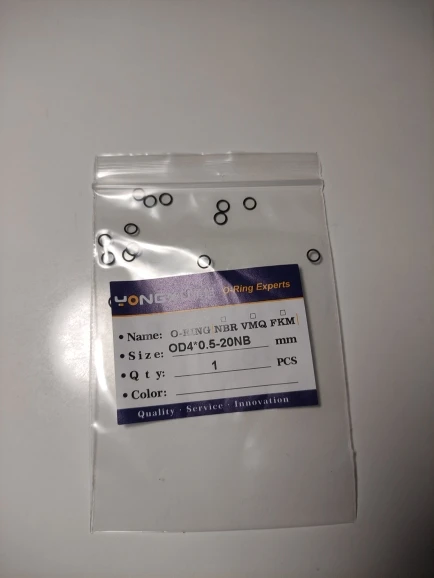 O-Ring Experts
• Name: O-RING NBR VMQ FKM
• Size: OD4*0.5-20NB mm
• Qty: 1 PCS
• Color:
Quality · Service · Innovation